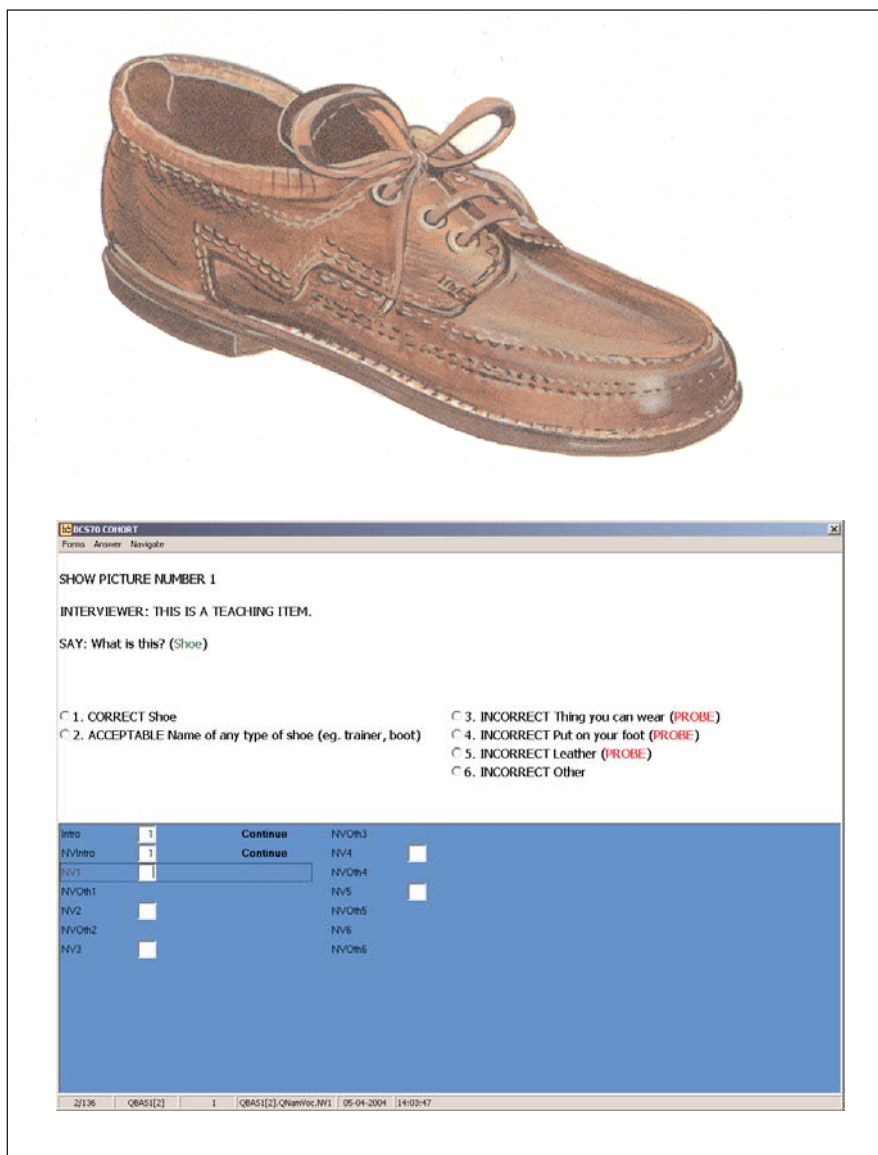 BCS70 COHORT
Forms Answer Navigate
SHOW PICTURE NUMBER 1
INTERVIEWER: THIS IS A TEACHING ITEM.
SAY: What is this? (Shoe)
1. CORRECT Shoe
2. ACCEPTABLE Name of any type of shoe (eg. trainer, boot)
3. INCORRECT Thing you can wear (PROBE)
4. INCORRECT Put on your foot (PROBE)
5. INCORRECT Leather (PROBE)
6. INCORRECT Other
Intro 1 Continue
NVIntro 1 Continue
NV1
NVOth1
NV2
NVOth2
NV3
NVOth3
NV4
NVOth4
NV5
NVOth5
NV6
NVOth6
2/136 QBAS1[2] 1 QBAS1[2].QNamVoc.NV1 05-04-2004 14:03:47